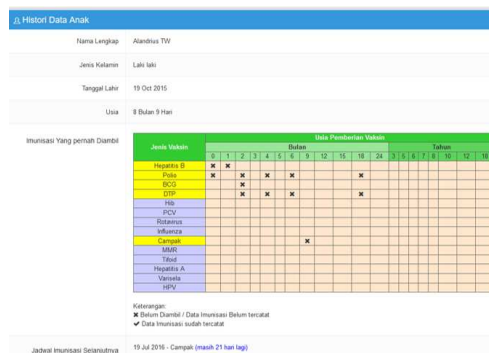 Histori Data Anak
Nama Lengkap Alandrius TW
Jenis Kelamin Laki laki
Tanggal Lahir 19 Oct 2015
Usia 8 Bulan 9 Hari
Imunisasi Yang pernah Diambil
Jenis Vaksin Usia Pemberian Vaksin
Bulan Tahun
0 1 2 3 4 5 6 9 12 15 18 24 3 5 6 7 8 10 12 18
Hepatitis B ✖ ✖
Polio ✖ ✖ ✖ ✖ ✖
BCG ✖
DTP ✖ ✖ ✖ ✖
Hib
PCV
Rotavirus
Influenza
Campak ✖
MMR
Tifoid
Hepatitis A
Varisela
HPV
Keterangan:
✖ Belum Diambil / Data Imunisasi Belum tercatat
✔ Data Imunisasi sudah tercatat
Jadwal Imunisasi Selanjutnya 19 Jul 2016 - Campak (masih 21 hari lagi)